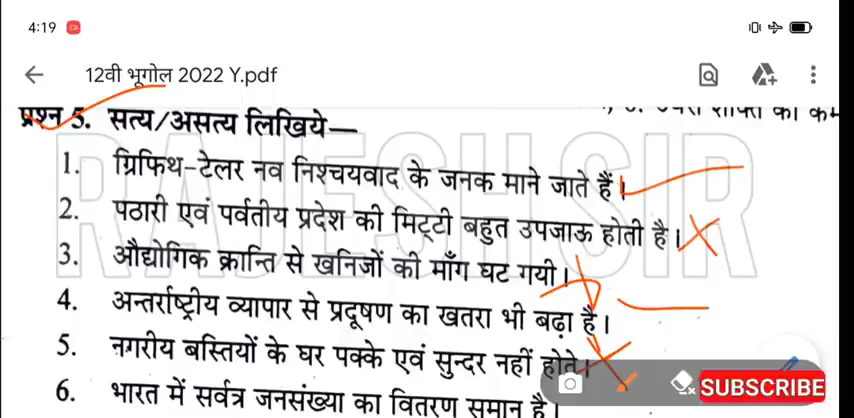 4:19
12वी भूगोल 2022 Y.pdf
प्रश्न 5. सत्य/असत्य लिखिये—
1. ग्रिफिथ-टेलर नव निश्चयवाद के जनक माने जाते हैं।
2. पठारी एवं पर्वतीय प्रदेश की मिट्टी बहुत उपजाऊ होती है।
3. औद्योगिक क्रान्ति से खनिजों की माँग घट गयी।
4. अन्तर्राष्ट्रीय व्यापार से प्रदूषण का खतरा भी बढ़ा है।
5. नगरीय बस्तियों के घर पक्के एवं सुन्दर नहीं होते।
6. भारत में सर्वत्र जनसंख्या का वितरण समान है।
RAJESH SIR
SUBSCRIBE